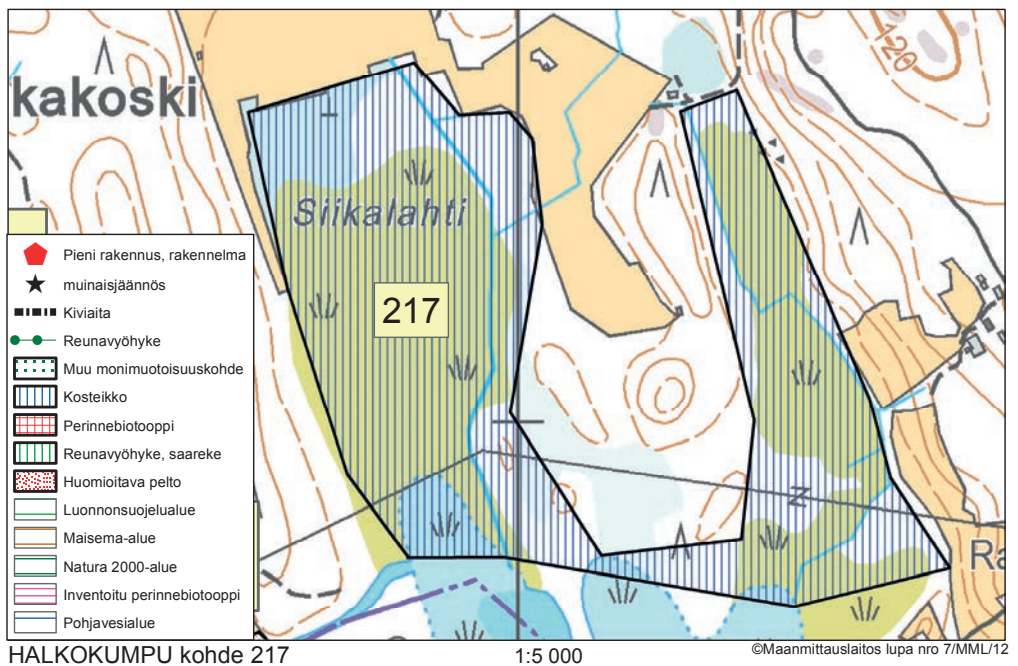 120
kakoski
Siikalahti
217
Z
Ra
Pieni rakennus, rakennelma
muinaisjäännös
Kiviaita
Reunavyöhyke
Muu monimuotoisuuskohde
Kosteikko
Perinnebiotooppi
Reunavyöhyke, saareke
Huomioitava pelto
Luonnonsuojelualue
Maisema-alue
Natura 2000-alue
Inventoitu perinnebiotooppi
Pohjavesialue
HALKOKUMPU kohde 217 1:5 000 ©Maanmittauslaitos lupa nro 7/MML/12